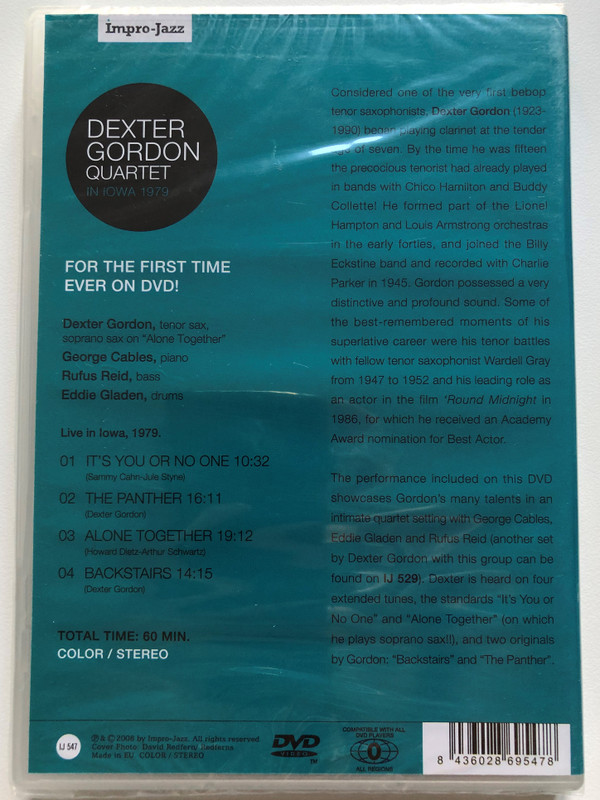 Impro-Jazz
DEXTER
GORDON
QUARTET
IN IOWA 1979
FOR THE FIRST TIME
EVER ON DVD!
Dexter Gordon, tenor sax,
soprano sax on "Alone Together"
George Cables, piano
Rufus Reid, bass
Eddie Gladen, drums
Live in Iowa, 1979.
01 IT'S YOU OR NO ONE 10:32
(Sammy Cahn-Jule Styne)
02 THE PANTHER 16:11
(Dexter Gordon)
03 ALONE TOGETHER 19:12
(Howard Dietz-Arthur Schwartz)
04 BACKSTAIRS 14:15
(Dexter Gordon)
TOTAL TIME: 60 MIN.
COLOR / STEREO
Considered one of the very first bebop
tenor saxophonists, Dexter Gordon (1923-
1990) began playing clarinet at the tender
age of seven. By the time he was fifteen
the precocious tenorist had already played
in bands with Chico Hamilton and Buddy
Collette! He formed part of the Lionel
Hampton and Louis Armstrong orchestras
in the early forties, and joined the Billy
Eckstine band and recorded with Charlie
Parker in 1945. Gordon possessed a very
distinctive and profound sound. Some of
the best-remembered moments of his
superlative career were his tenor battles
with fellow tenor saxophonist Wardell Gray
from 1947 to 1952 and his leading role as
an actor in the film 'Round Midnight in
1986, for which he received an Academy
Award nomination for Best Actor.
The performance included on this DVD
showcases Gordon's many talents in an
intimate quartet setting with George Cables,
Eddie Gladen and Rufus Reid (another set
by Dexter Gordon with this group can be
found on IJ 529). Dexter is heard on four
extended tunes, the standards "It's You or
No One" and "Alone Together" (on which
he plays soprano sax!!), and two originals
by Gordon: "Backstairs" and "The Panther".
IJ 547
℗ & © 2008 by Impro-Jazz. All rights reserved
Cover Photo: David Redfern/Redferns
Made in EU COLOR / STEREO
DVD
VIDEO
TM
COMPATIBLE WITH ALL
DVD PLAYERS
0
ALL REGIONS
8 436028 695478